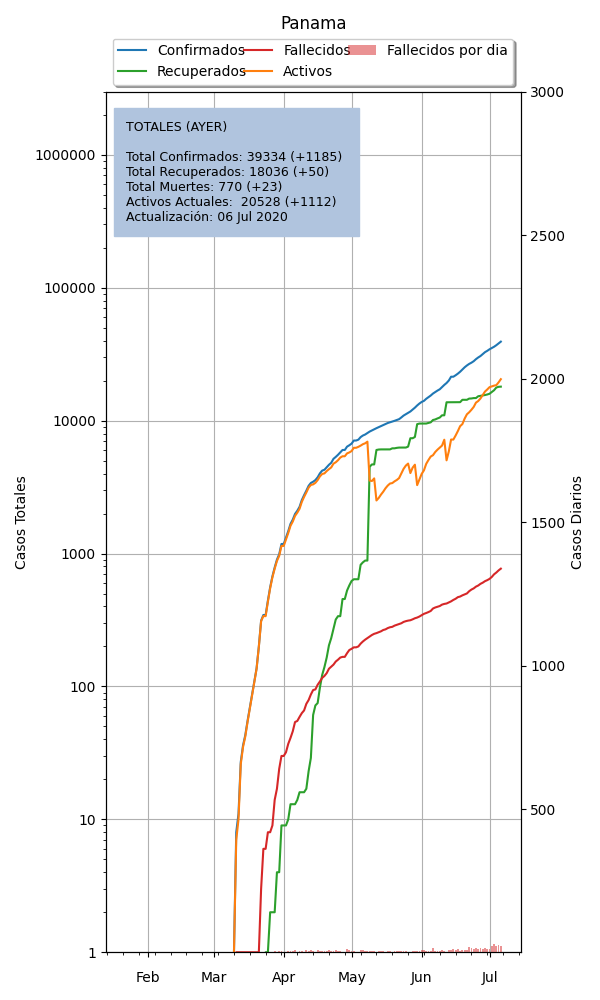 Panama
Confirmados
Recuperados
Fallecidos
Activos
Fallecidos por dia
TOTALES (AYER)
Total Confirmados: 39334 (+1185)
Total Recuperados: 18036 (+50)
Total Muertes: 770 (+23)
Activos Actuales:  20528 (+1112)
Actualización: 06 Jul 2020
Casos Totales
1000000
100000
10000
1000
100
10
1
3000
2500
2000
1500
1000
500
Casos Diarios
Feb
Mar
Apr
May
Jun
Jul